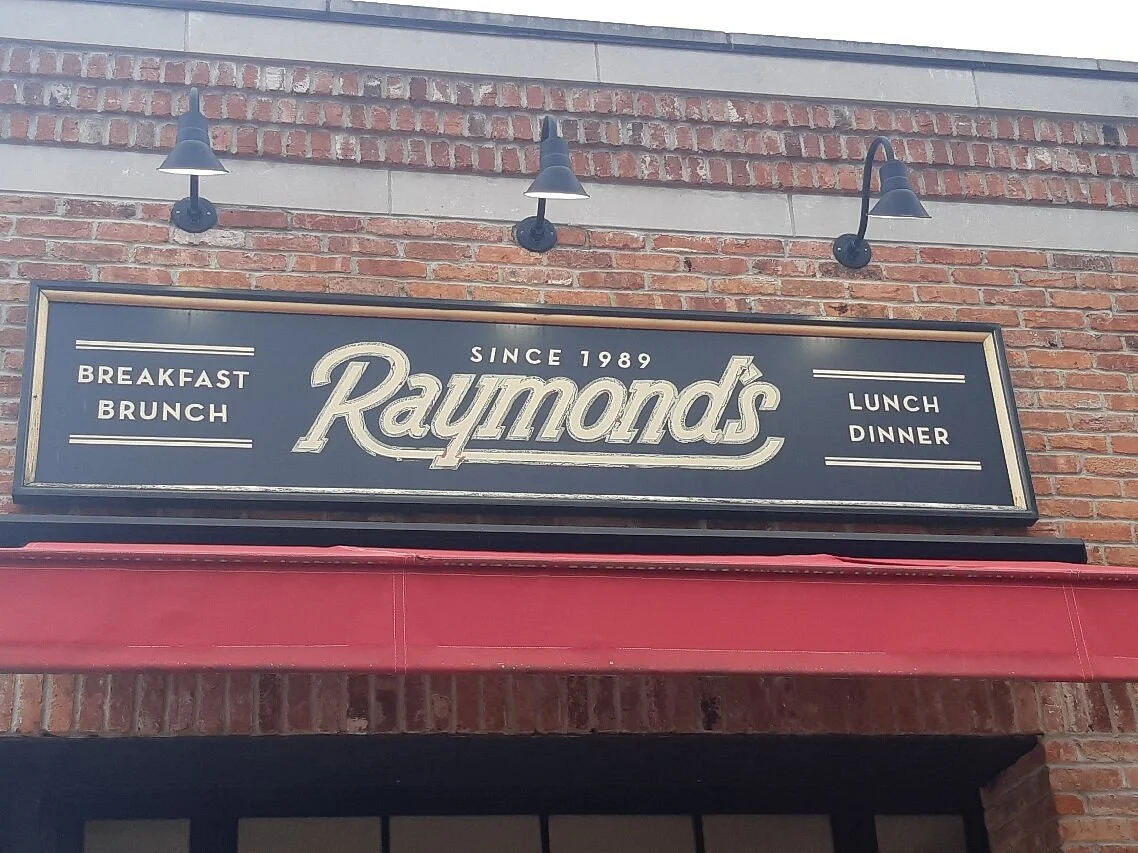 BREAKFAST
BRUNCH
SINCE 1989
Raymond's
LUNCH
DINNER